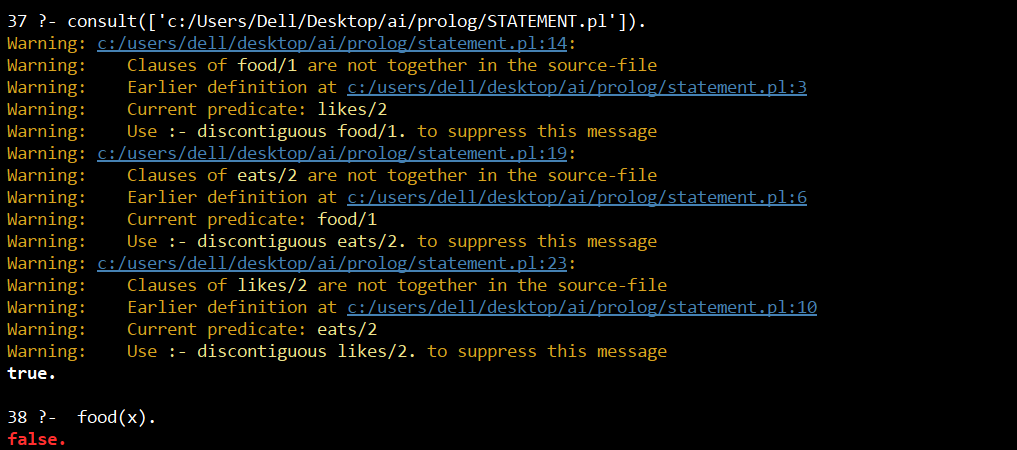 37 ?- consult(['c:/Users/Dell/Desktop/ai/prolog/STATEMENT.pl']).
Warning: c:/users/dell/desktop/ai/prolog/statement.pl:14:
Warning:    Clauses of food/1 are not together in the source-file
Warning:    Earlier definition at c:/users/dell/desktop/ai/prolog/statement.pl:3
Warning:    Current predicate: likes/2
Warning:    Use :- discontiguous food/1. to suppress this message
Warning: c:/users/dell/desktop/ai/prolog/statement.pl:19:
Warning:    Clauses of eats/2 are not together in the source-file
Warning:    Earlier definition at c:/users/dell/desktop/ai/prolog/statement.pl:6
Warning:    Current predicate: food/1
Warning:    Use :- discontiguous eats/2. to suppress this message
Warning: c:/users/dell/desktop/ai/prolog/statement.pl:23:
Warning:    Clauses of likes/2 are not together in the source-file
Warning:    Earlier definition at c:/users/dell/desktop/ai/prolog/statement.pl:10
Warning:    Current predicate: eats/2
Warning:    Use :- discontiguous likes/2. to suppress this message
true.
38 ?-  food(x).
false.